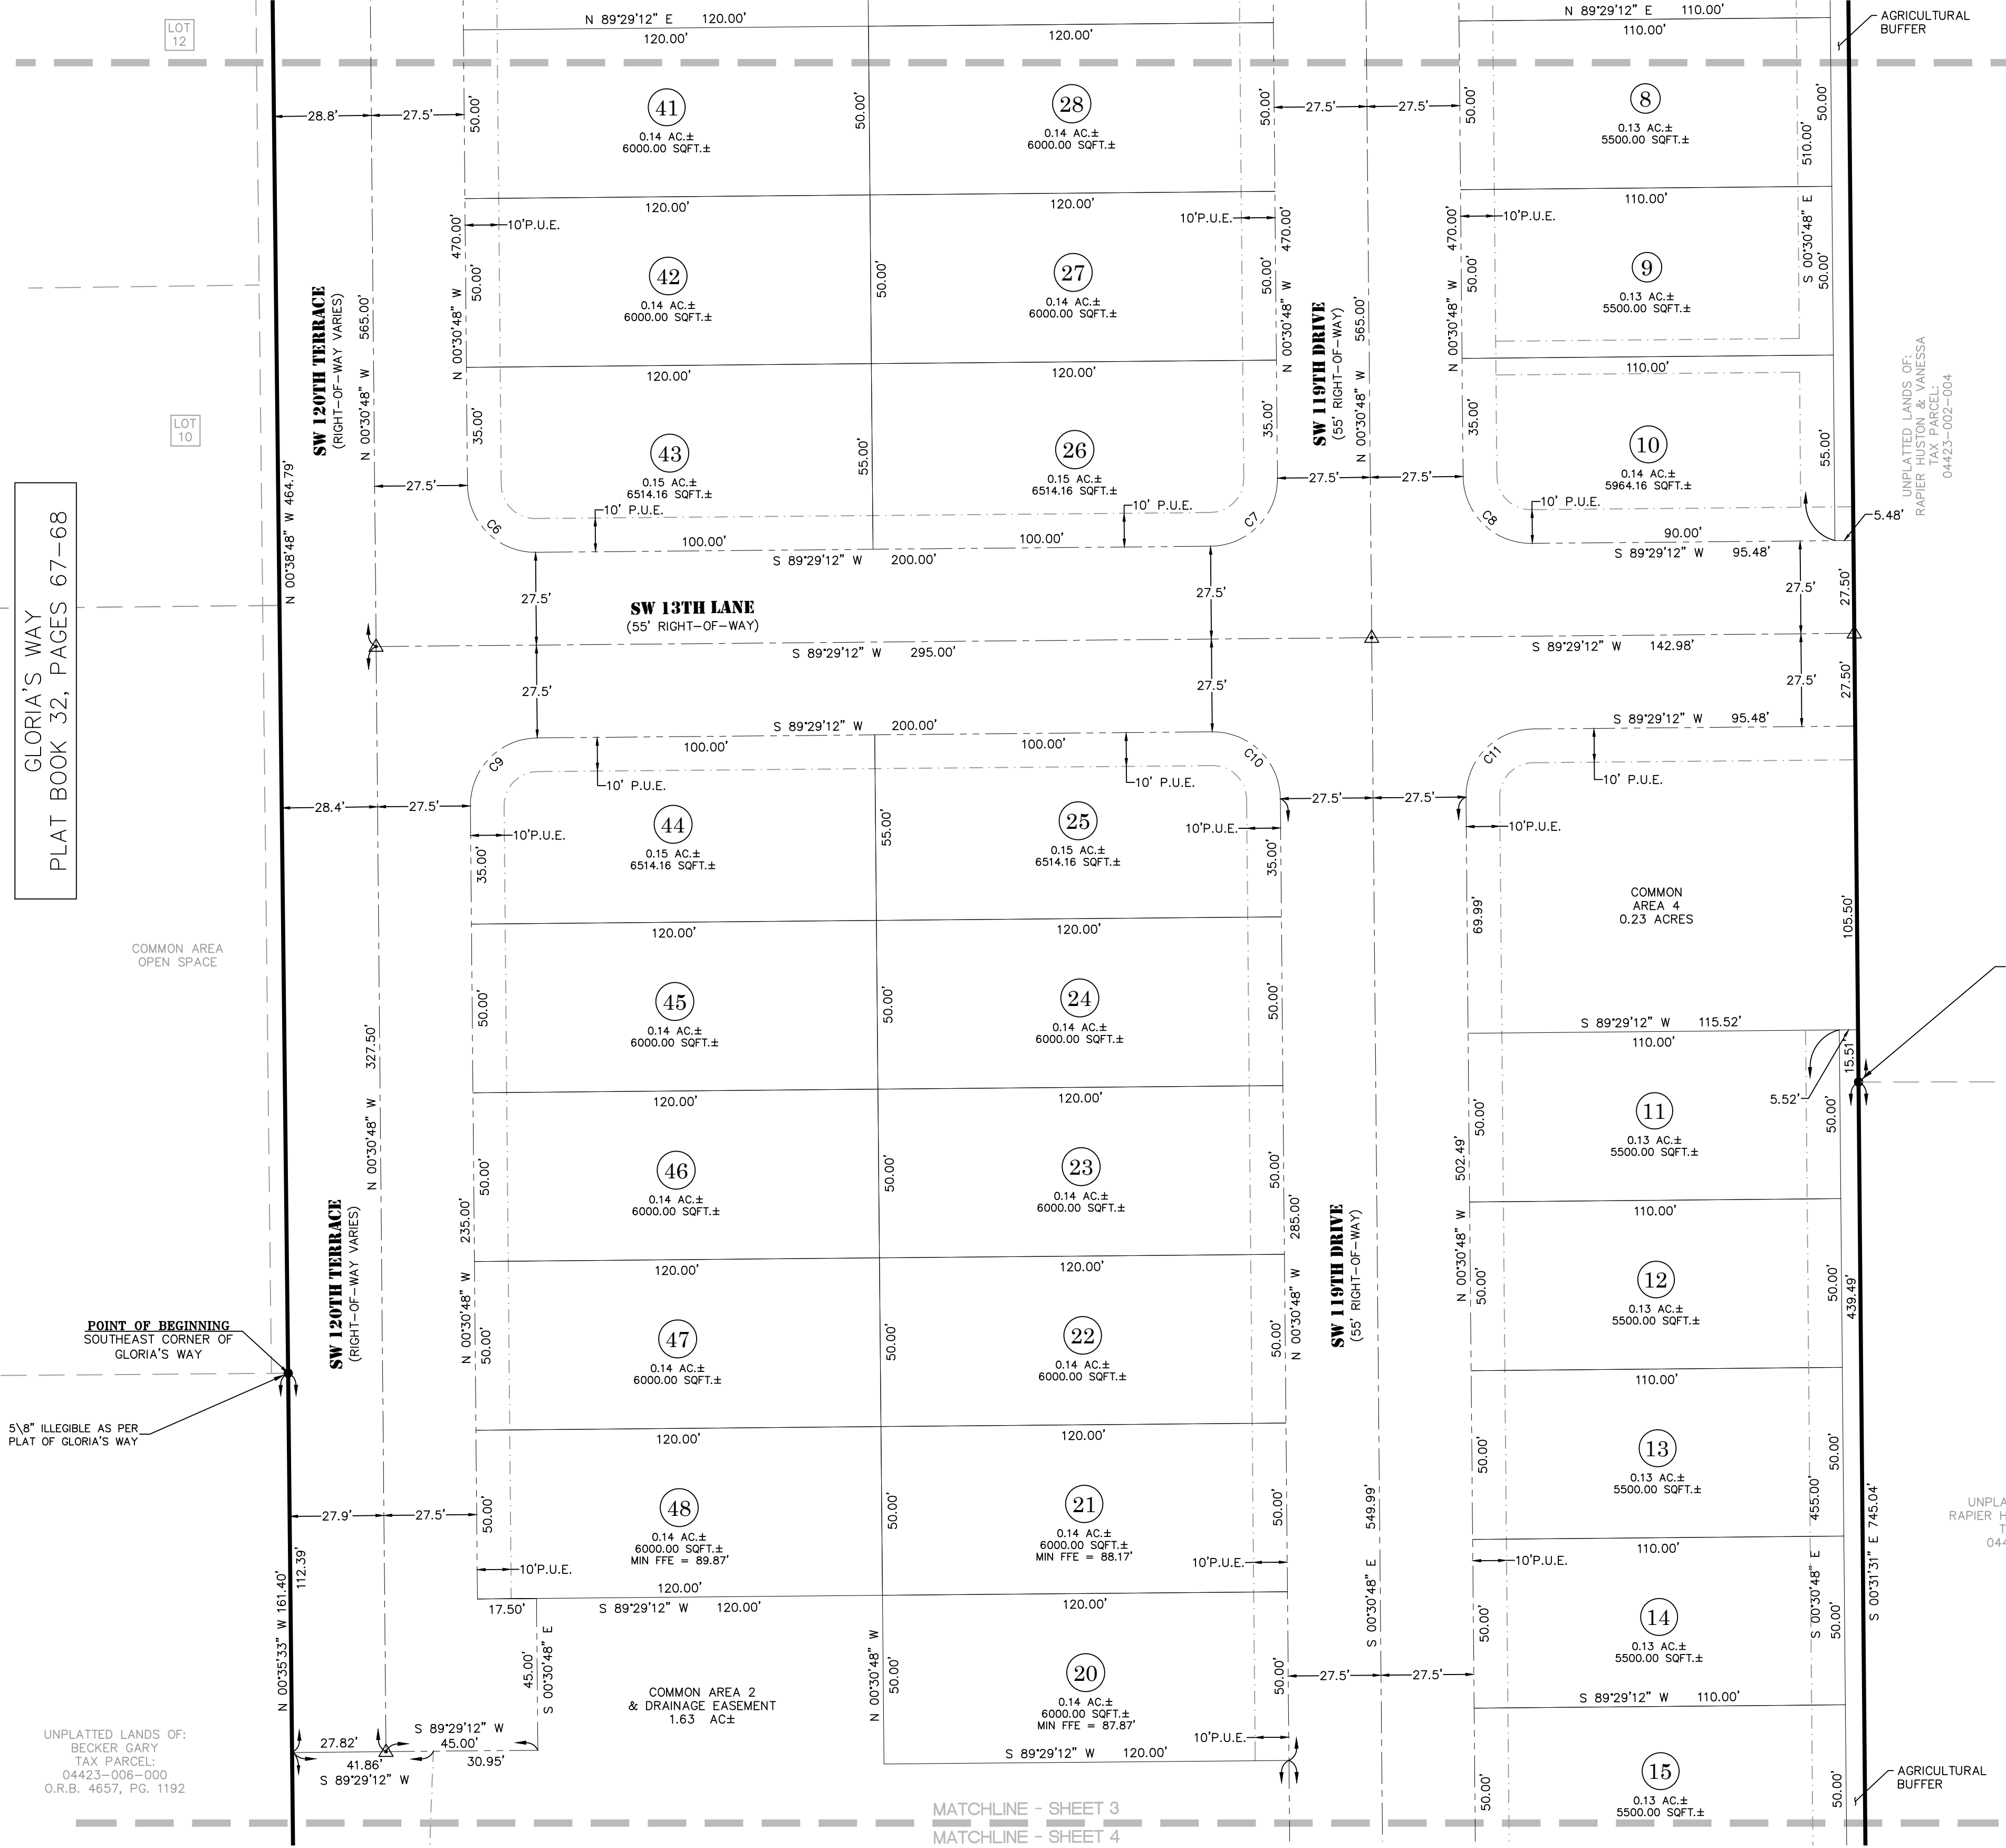 LOT
12
N 89°29'12" E 120.00'
120.00'
120.00'
N 89°29'12" E 110.00'
110.00'
AGRICULTURAL
BUFFER
28.8'
27.5'
50.00'
41
0.14 AC.±
6000.00 SQFT.±
50.00'
28
0.14 AC.±
6000.00 SQFT.±
50.00'
27.5'
27.5'
50.00'
8
0.13 AC.±
5500.00 SQFT.±
510.00'
50.00'
120.00'
120.00'
110.00'
470.00'
10'P.U.E.
10'P.U.E.
470.00'
470.00'
10'P.U.E.
S 00°30'48" E
50.00'
42
0.14 AC.±
6000.00 SQFT.±
50.00'
27
0.14 AC.±
6000.00 SQFT.±
50.00'
50.00'
9
0.13 AC.±
5500.00 SQFT.±
50.00'
SW 120TH TERRACE
(RIGHT-OF-WAY VARIES)
N 00°30'48" W 565.00'
N 00°30'48" W
N 00°30'48" W
SW 119TH DRIVE
(55' RIGHT-OF-WAY)
N 00°30'48" W 565.00'
N 00°30'48" W
120.00'
120.00'
110.00'
UNPLATTED LANDS OF:
RAPIER HUSTON & VANESSA
TAX PARCEL:
04423-002-004
LOT
10
35.00'
43
0.15 AC.±
6514.16 SQFT.±
55.00'
26
0.15 AC.±
6514.16 SQFT.±
35.00'
35.00'
10
0.14 AC.±
5964.16 SQFT.±
55.00'
27.5'
27.5'
27.5'
N 00°38'48" W 464.79'
10' P.U.E.
10' P.U.E.
10' P.U.E.
5.48'
C6
C7
C8
100.00'
100.00'
90.00'
S 89°29'12" W 200.00'
S 89°29'12" W 95.48'
GLORIA'S WAY
PLAT BOOK 32, PAGES 67-68
27.5'
27.5'
27.5'
27.50'
SW 13TH LANE
(55' RIGHT-OF-WAY)
S 89°29'12" W 295.00'
S 89°29'12" W 142.98'
27.5'
27.5'
27.5'
27.50'
S 89°29'12" W 200.00'
S 89°29'12" W 95.48'
100.00'
100.00'
C9
C10
C11
10' P.U.E.
10' P.U.E.
10' P.U.E.
28.4'
27.5'
27.5'
27.5'
10'P.U.E.
10'P.U.E.
10'P.U.E.
35.00'
44
0.15 AC.±
6514.16 SQFT.±
55.00'
25
0.15 AC.±
6514.16 SQFT.±
35.00'
69.99'
COMMON
AREA 4
0.23 ACRES
105.50'
COMMON AREA
OPEN SPACE
120.00'
120.00'
50.00'
45
0.14 AC.±
6000.00 SQFT.±
50.00'
24
0.14 AC.±
6000.00 SQFT.±
50.00'
S 89°29'12" W 115.52'
110.00'
15.51'
5.52'
N 00°30'48" W 327.50'
120.00'
120.00'
50.00'
11
0.13 AC.±
5500.00 SQFT.±
50.00'
50.00'
46
0.14 AC.±
6000.00 SQFT.±
50.00'
23
0.14 AC.±
6000.00 SQFT.±
50.00'
110.00'
SW 120TH TERRACE
(RIGHT-OF-WAY VARIES)
N 00°30'48" W 235.00'
N 00°30'48" W 285.00'
SW 119TH DRIVE
(55' RIGHT-OF-WAY)
N 00°30'48" W 502.49'
120.00'
120.00'
50.00'
12
0.13 AC.±
5500.00 SQFT.±
50.00'
439.49'
POINT OF BEGINNING
SOUTHEAST CORNER OF
GLORIA'S WAY
50.00'
47
0.14 AC.±
6000.00 SQFT.±
50.00'
22
0.14 AC.±
6000.00 SQFT.±
50.00'
110.00'
5\8" ILLEGIBLE AS PER
PLAT OF GLORIA'S WAY
120.00'
120.00'
50.00'
13
0.13 AC.±
5500.00 SQFT.±
50.00'
27.9'
27.5'
50.00'
48
0.14 AC.±
6000.00 SQFT.±
MIN FFE = 89.87'
50.00'
21
0.14 AC.±
6000.00 SQFT.±
MIN FFE = 88.17'
50.00'
S 00°30'48" E 549.99'
S 00°30'48" E 455.00'
S 00°31'31" E 745.04'
UNPLA
RAPIER H
T
044
112.39'
N 00°35'33" W 161.40'
10'P.U.E.
10'P.U.E.
10'P.U.E.
110.00'
120.00'
17.50'
S 89°29'12" W 120.00'
120.00'
50.00'
14
0.13 AC.±
5500.00 SQFT.±
50.00'
45.00'
S 00°30'48" E
COMMON AREA 2
& DRAINAGE EASEMENT
1.63 AC±
N 00°30'48" W
50.00'
20
0.14 AC.±
6000.00 SQFT.±
MIN FFE = 87.87'
50.00'
27.5'
27.5'
S 89°29'12" W 110.00'
UNPLATTED LANDS OF:
BECKER GARY
TAX PARCEL:
04423-006-000
O.R.B. 4657, PG. 1192
S 89°29'12" W
27.82'
45.00'
41.86'
30.95'
S 89°29'12" W
10'P.U.E.
S 89°29'12" W 120.00'
50.00'
15
0.13 AC.±
5500.00 SQFT.±
50.00'
AGRICULTURAL
BUFFER
MATCHLINE - SHEET 3
MATCHLINE - SHEET 4